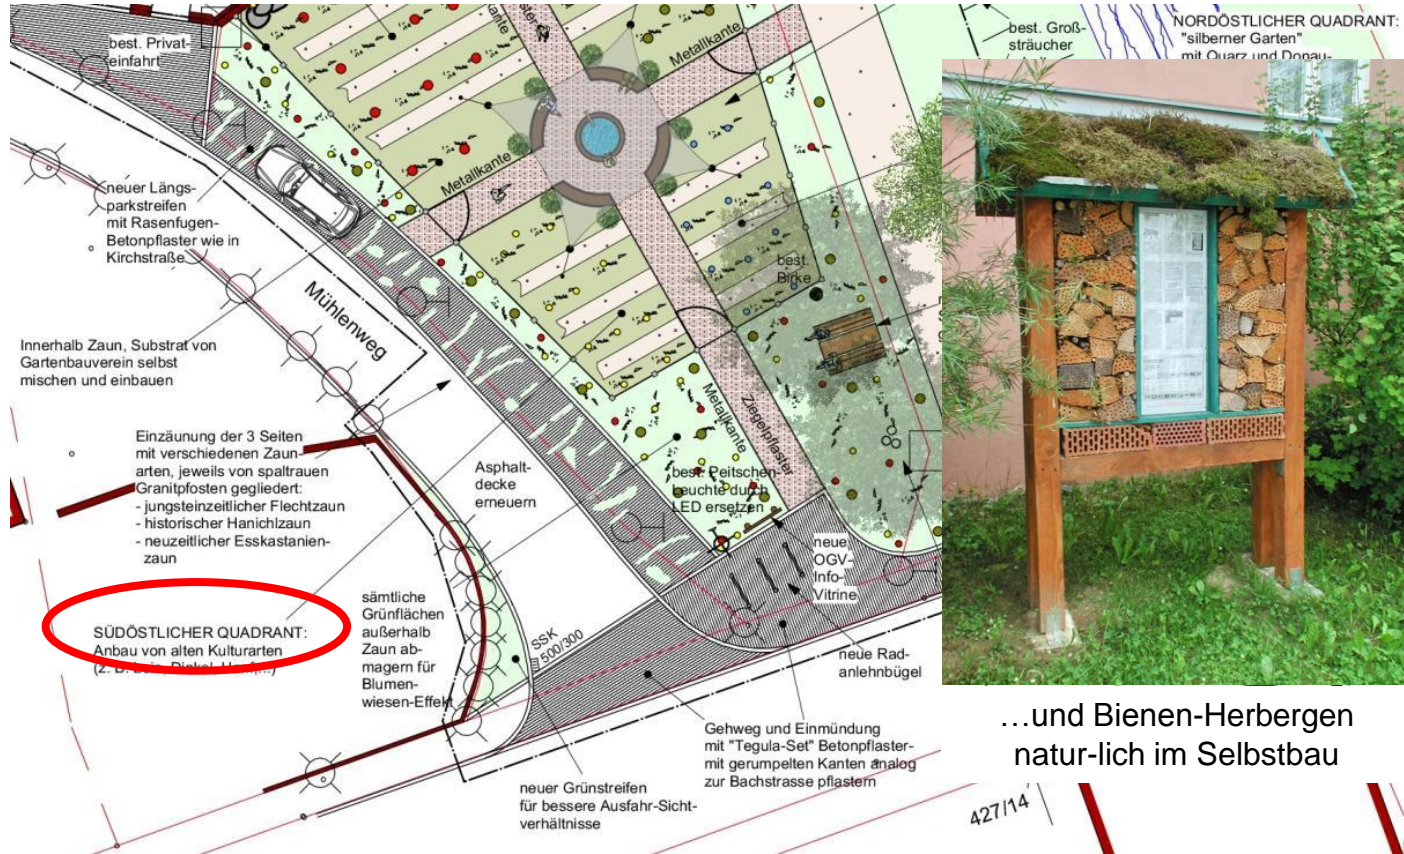 best. Privat-
einfahrt
best. Groß-
sträucher
NORDÖSTLICHER QUADRANT:
"silberner Garten"
mit Quarz und Donau-
Metallkante
Metallkante
neuer Längs-
parkstreifen
mit Rasenfugen-
Betonpflaster wie in
Kirchstraße
best.
Birke
Mühlenweg
Innerhalb Zaun, Substrat von
Gartenbauverein selbst
mischen und einbauen
Metallkante
Ziegelpflaster
Einzäunung der 3 Seiten
mit verschiedenen Zaun-
arten, jeweils von spaltrauen
Granitpfosten gegliedert:
- jungsteinzeitlicher Flechtzaun
- historischer Hanichlzaun
- neuzeitlicher Esskastanien-
zaun
Asphalt-
decke
erneuern
best. Peitschen-
Leuchte durch
LED ersetzen
neue
OGV-
Info-
Vitrine
SÜDÖSTLICHER QUADRANT:
Anbau von alten Kulturarten
sämtliche
Grünflächen
außerhalb
Zaun ab-
magern für
Blumen-
wiesen-Effekt
SSK
500/300
neue Rad-
anlehnbügel
Gehweg und Einmündung
mit "Tegula-Set" Betonpflaster-
mit gerumpelten Kanten analog
zur Bachstrasse pflastern
neuer Grünstreifen
für bessere Ausfahr-Sicht-
verhältnisse
…und Bienen-Herbergen
natur-lich im Selbstbau
427/14